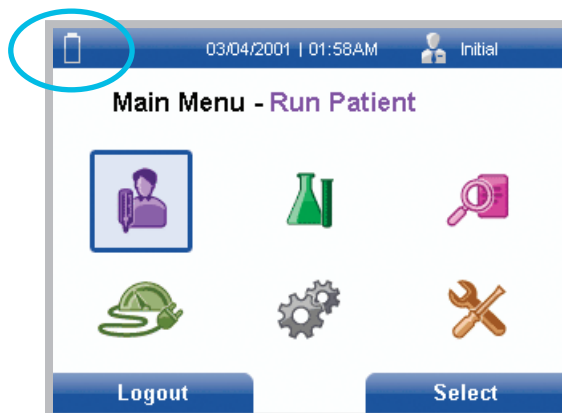 03/04/2001 | 01:58AM Initial
Main Menu - Run Patient
Logout Select